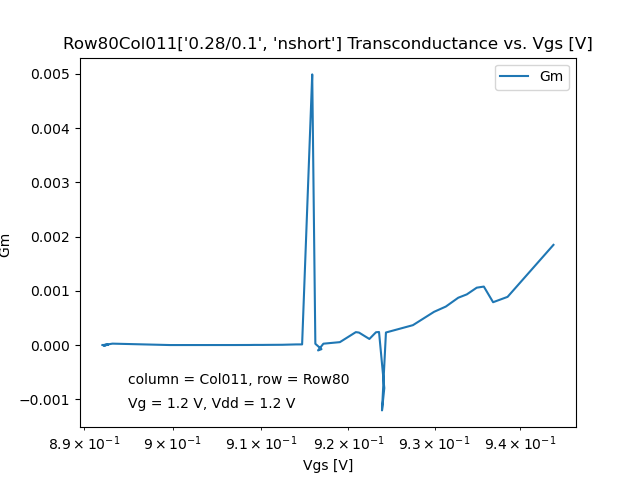 Row80Col011['0.28/0.1', 'nshort'] Transconductance vs. Vgs [V]
Gm
0.005
0.004
0.003
0.002
0.001
0.000
−0.001
Gm
column = Col011, row = Row80
Vg = 1.2 V, Vdd = 1.2 V
8.9 × 10⁻¹ 9 × 10⁻¹ 9.1 × 10⁻¹ 9.2 × 10⁻¹ 9.3 × 10⁻¹ 9.4 × 10⁻¹
Vgs [V]